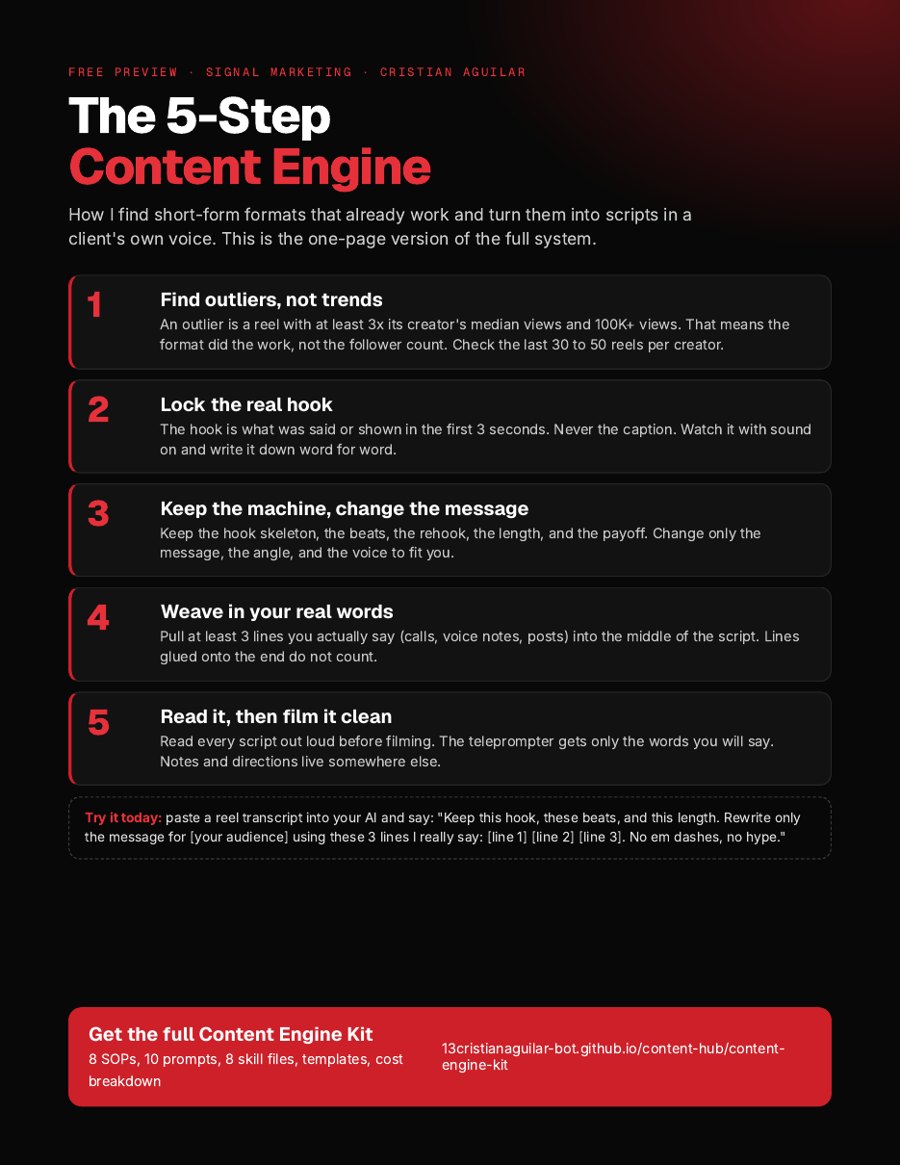 FREE PREVIEW · SIGNAL MARKETING · CRISTIAN AGUILAR
The 5-Step
Content Engine
How I find short-form formats that already work and turn them into scripts in a
client's own voice. This is the one-page version of the full system.
1
Find outliers, not trends
An outlier is a reel with at least 3x its creator's median views and 100K+ views. That means the
format did the work, not the follower count. Check the last 30 to 50 reels per creator.
2
Lock the real hook
The hook is what was said or shown in the first 3 seconds. Never the caption. Watch it with sound
on and write it down word for word.
3
Keep the machine, change the message
Keep the hook skeleton, the beats, the rehook, the length, and the payoff. Change only the
message, the angle, and the voice to fit you.
4
Weave in your real words
Pull at least 3 lines you actually say (calls, voice notes, posts) into the middle of the script. Lines
glued onto the end do not count.
5
Read it, then film it clean
Read every script out loud before filming. The teleprompter gets only the words you will say.
Notes and directions live somewhere else.
Try it today: paste a reel transcript into your AI and say: "Keep this hook, these beats, and this length. Rewrite only
the message for [your audience] using these 3 lines I really say: [line 1] [line 2] [line 3]. No em dashes, no hype."
Get the full Content Engine Kit
8 SOPs, 10 prompts, 8 skill files, templates, cost
breakdown
13cristianaguilar-bot.github.io/content-hub/content-
engine-kit